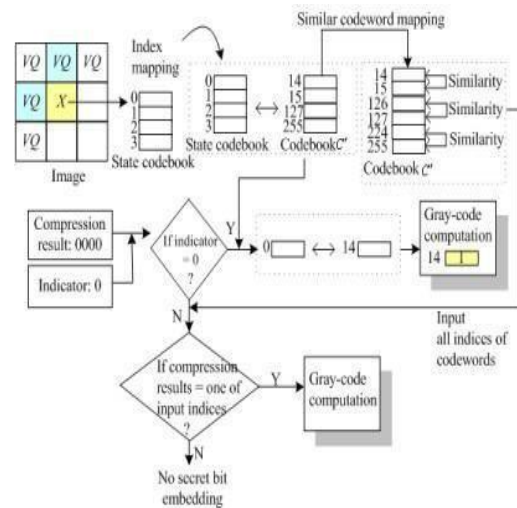 VQ VQ VQ
VQ X
VQ
Image
Index
mapping
0
1
2
3
State codebook
0
1
2
3
State codebook
14
15
127
255
Codebook C'
Similar codeword mapping
14
15
126
127
224
255
Similarity
Similarity
Similarity
Codebook C"
Compression
result: 0000
Indicator: 0
If indicator
= 0
?
Y
N
0 14
Gray-code
computation
14 1
Input
all indices of
codewords
If
compression
results = one of
input indices
?
Y
N
Gray-code
computation
No secret bit
embedding